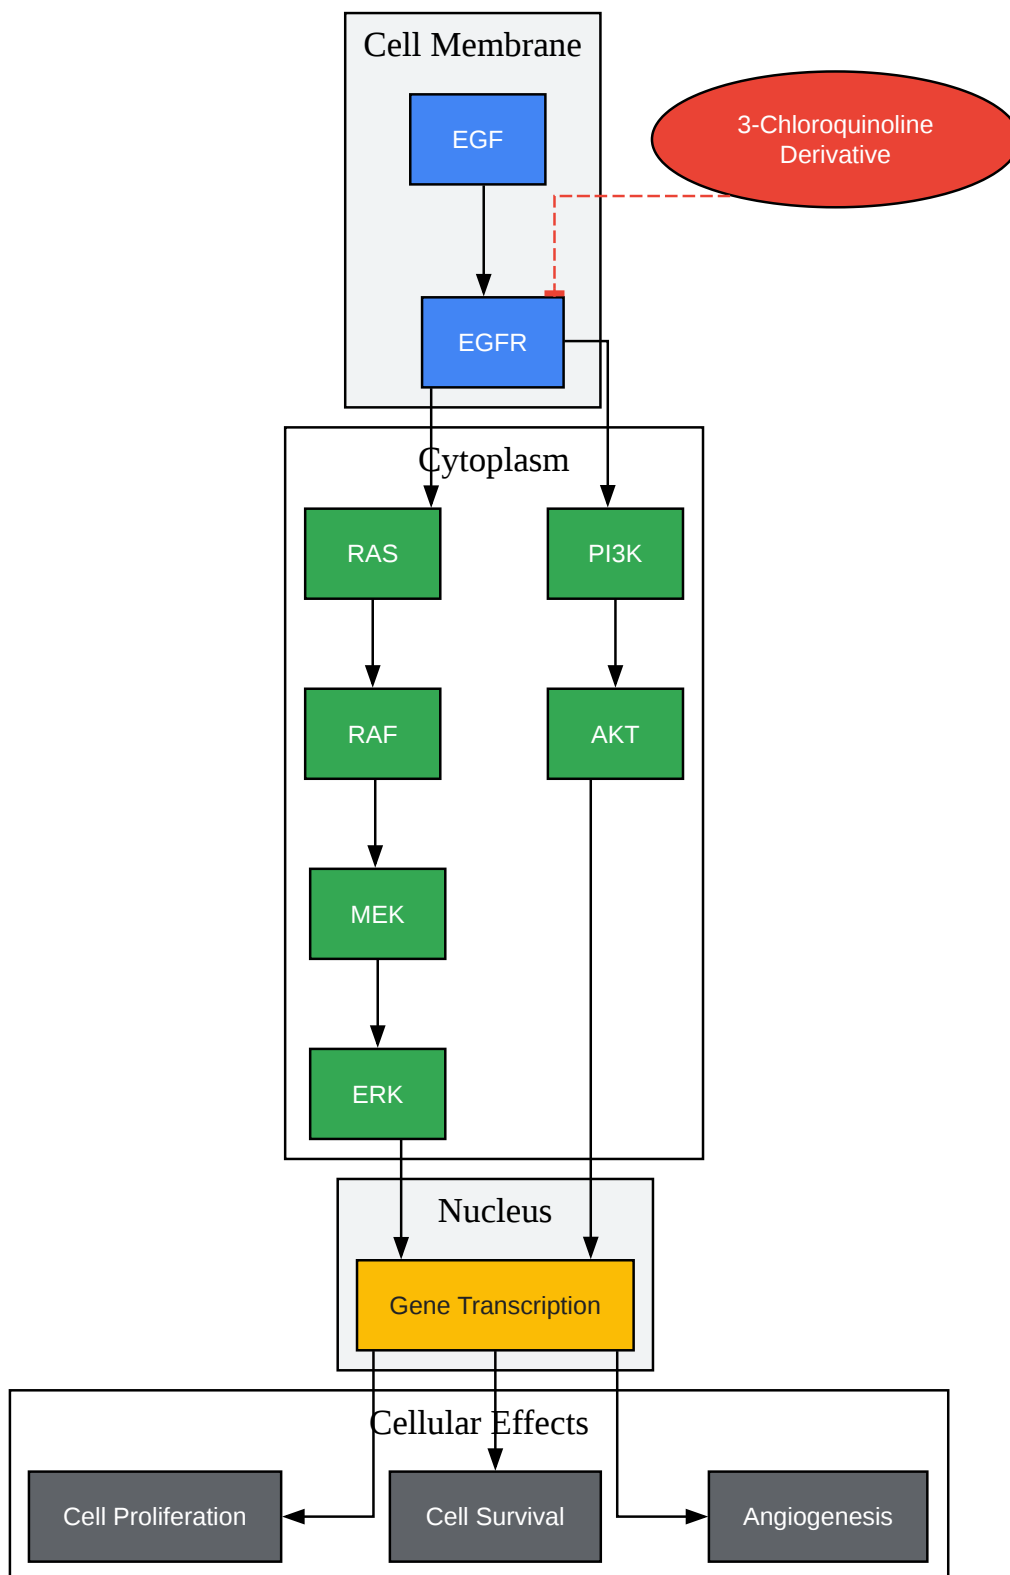 Cell Membrane
EGF
3-Chloroquinoline
Derivative
EGFR
Cytoplasm
RAS
PI3K
RAF
AKT
MEK
ERK
Nucleus
Gene Transcription
Cellular Effects
Cell Proliferation
Cell Survival
Angiogenesis